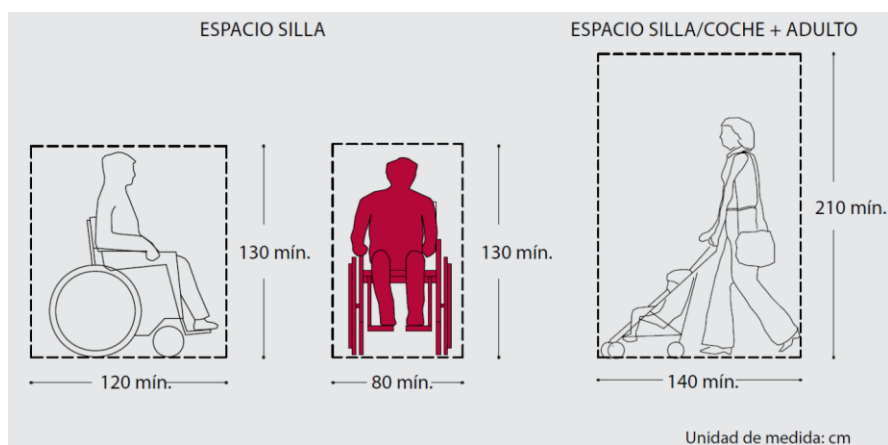 ESPACIO SILLA
ESPACIO SILLA/COCHE + ADULTO
130 mín.
130 mín.
210 mín.
120 mín.
80 mín.
140 mín.
Unidad de medida: cm